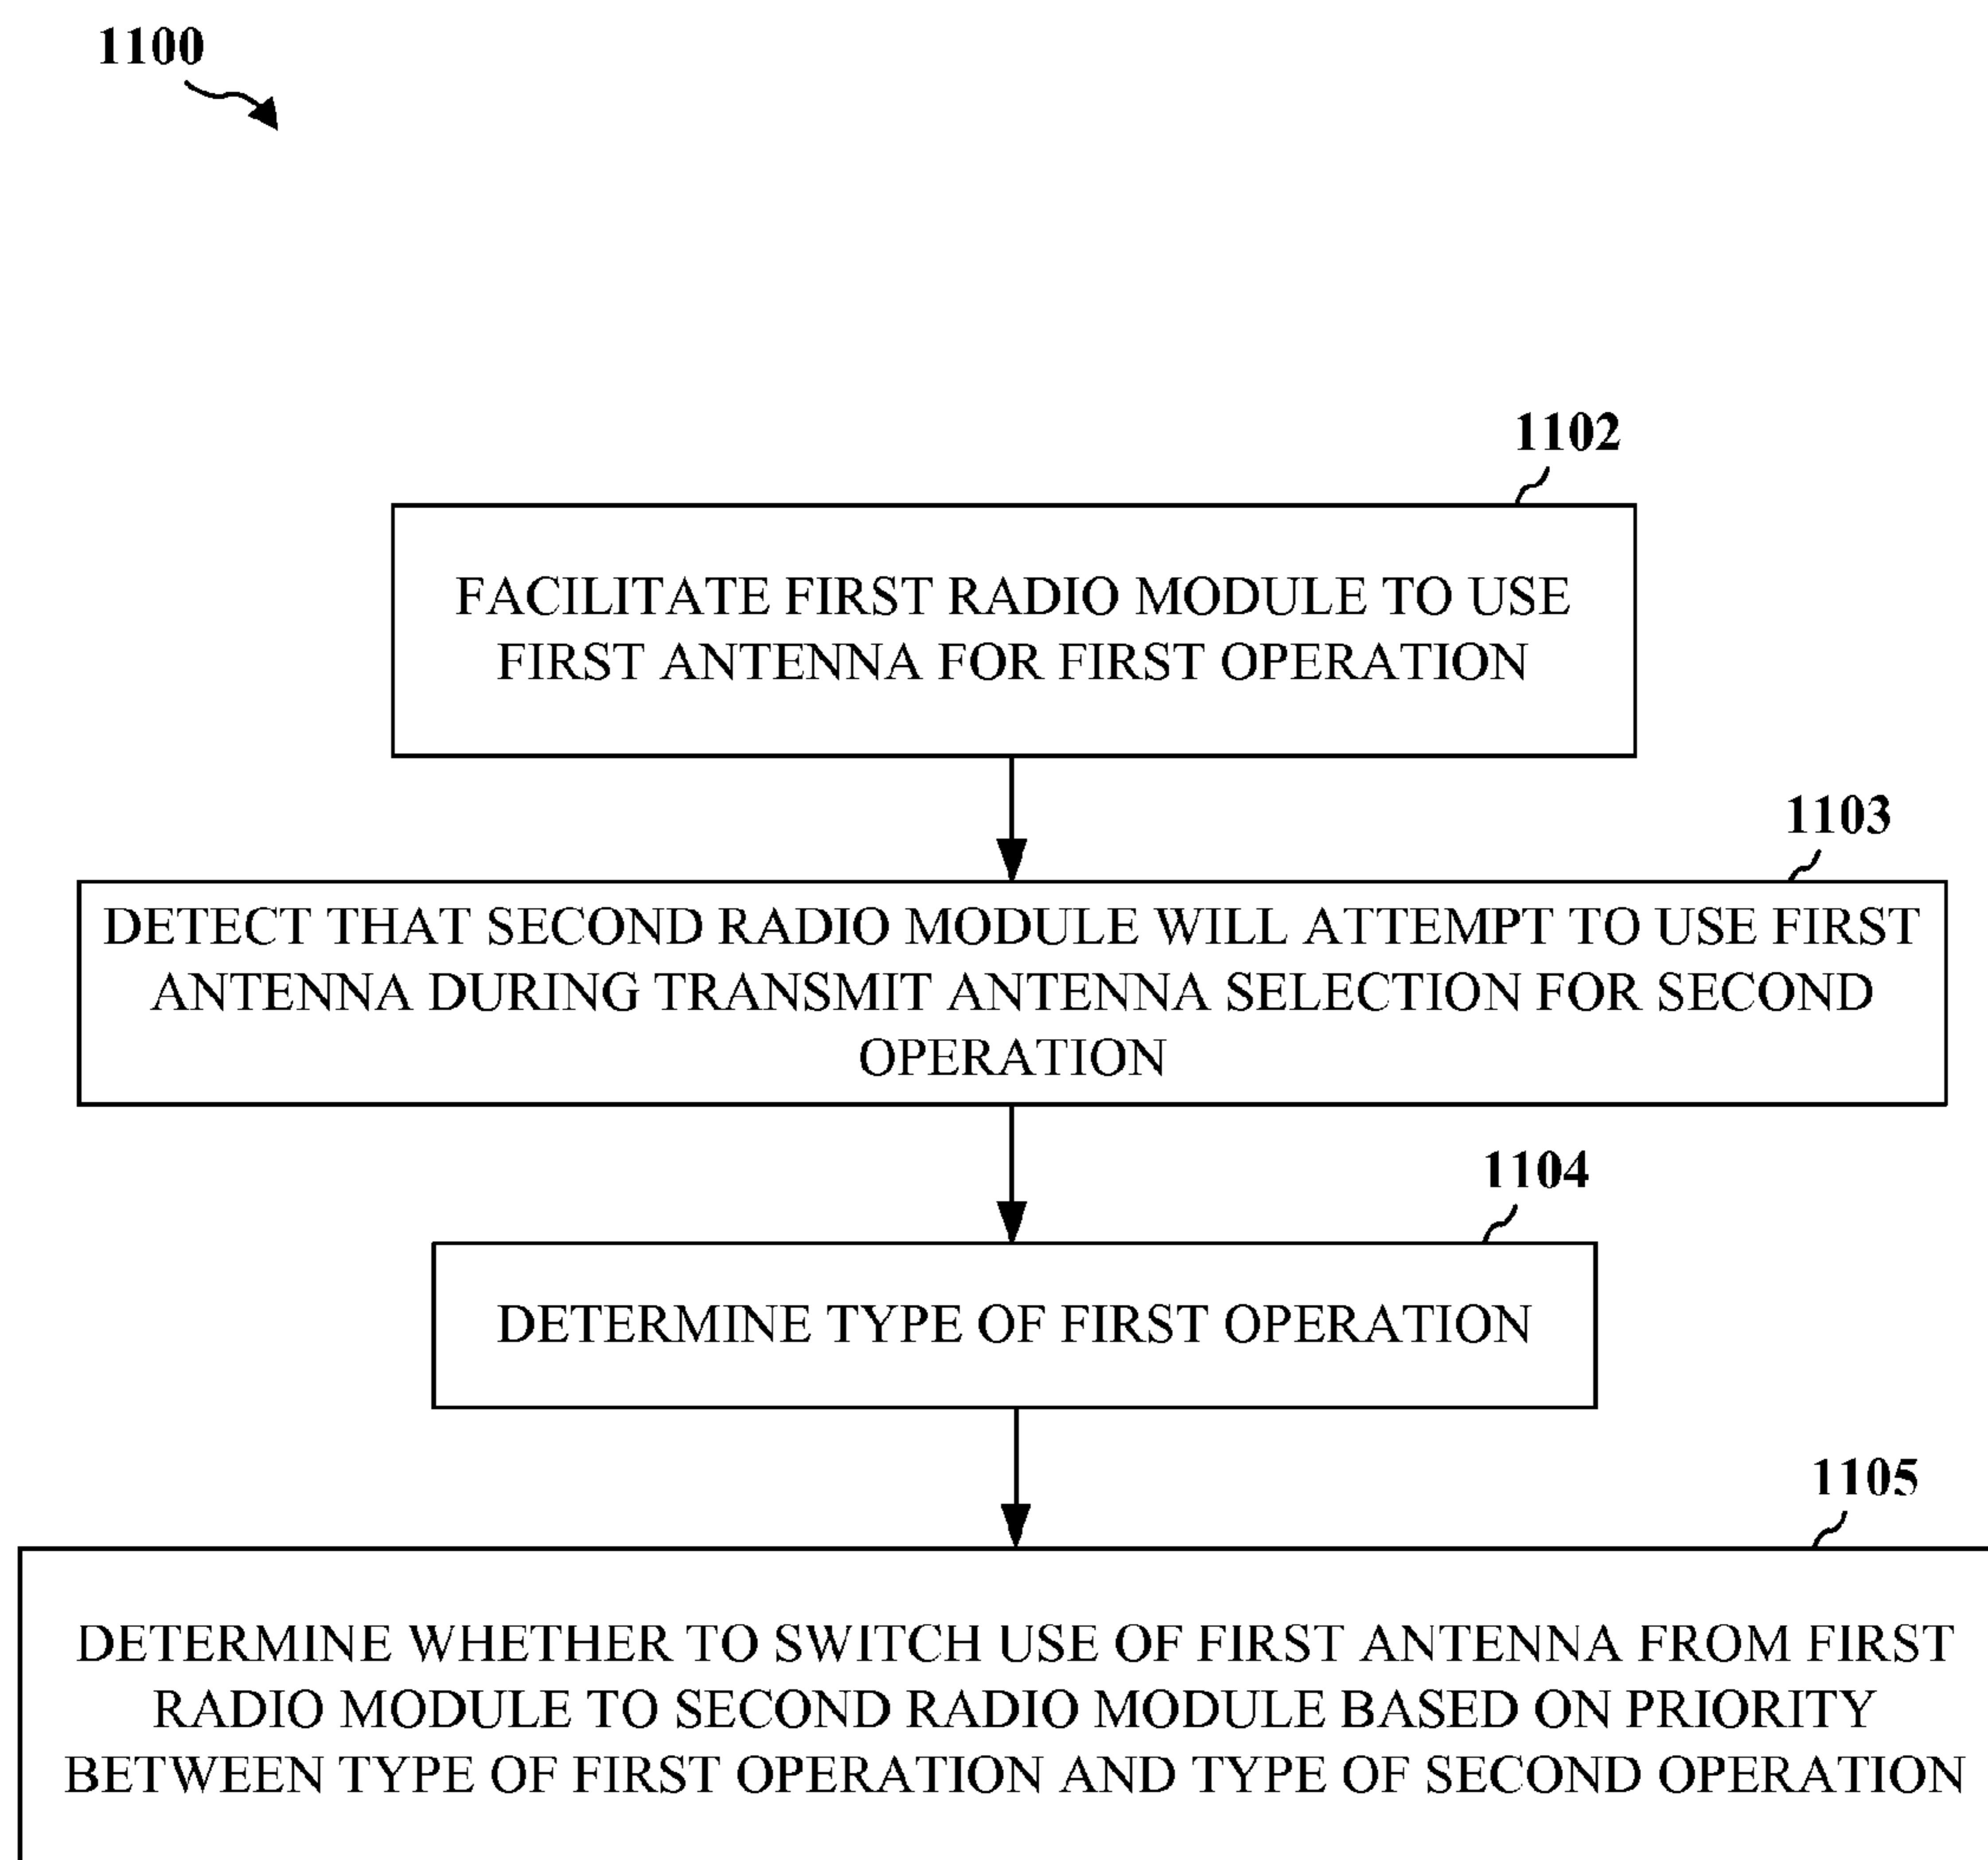 1100
1102
FACILITATE FIRST RADIO MODULE TO USE
FIRST ANTENNA FOR FIRST OPERATION
1103
DETECT THAT SECOND RADIO MODULE WILL ATTEMPT TO USE FIRST
ANTENNA DURING TRANSMIT ANTENNA SELECTION FOR SECOND
OPERATION
1104
DETERMINE TYPE OF FIRST OPERATION
1105
DETERMINE WHETHER TO SWITCH USE OF FIRST ANTENNA FROM FIRST
RADIO MODULE TO SECOND RADIO MODULE BASED ON PRIORITY
BETWEEN TYPE OF FIRST OPERATION AND TYPE OF SECOND OPERATION